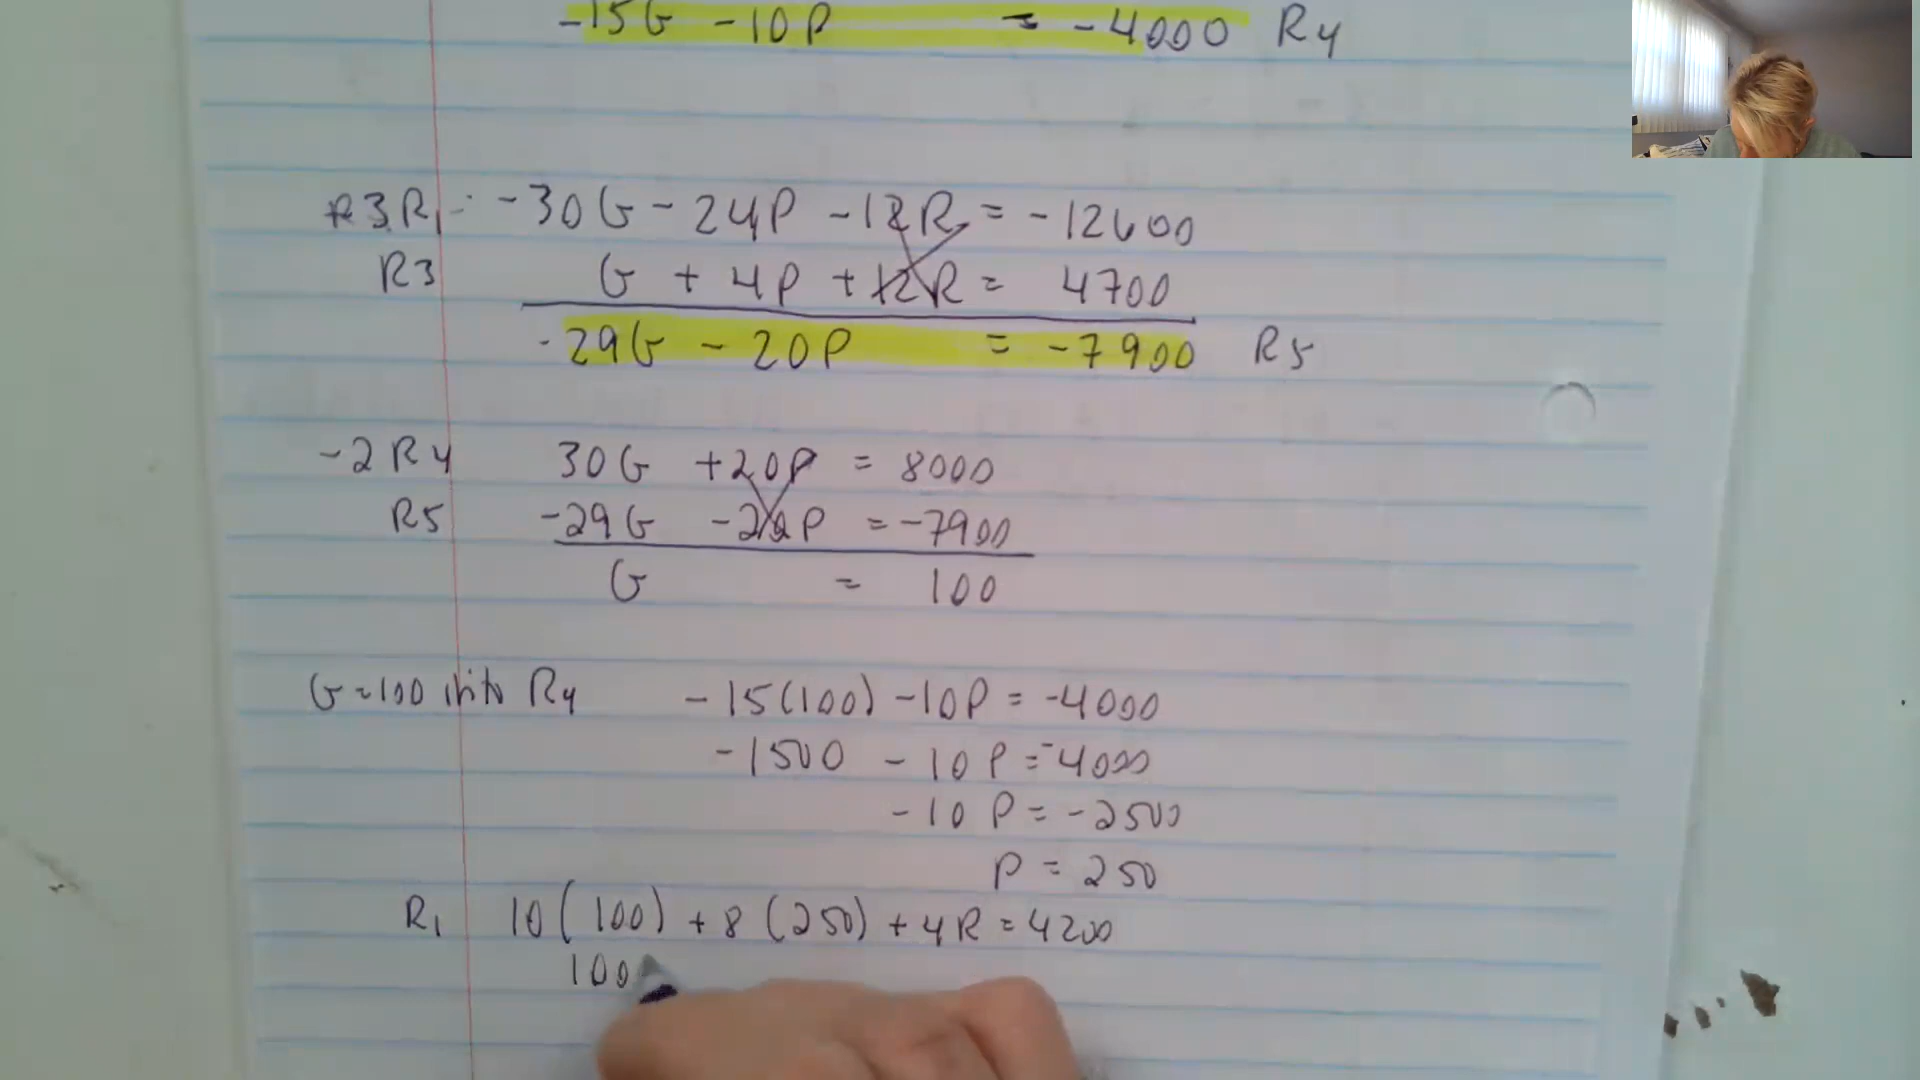 -15G -10P = -4000 R4
-3R1 -30G - 24P -12R = -12600
R3 G + 4P + 12R = 4700
-29G - 20P = -7900 R5
-2R4 30G +20P = 8000
R5 -29G -20P = -7900
G = 100
G=100 into R4 -15(100) -10P = -4000
-1500 - 10P = -4000
-10P = -2500
P = 250
R1 10(100) + 8(250) + 4R = 4200
100